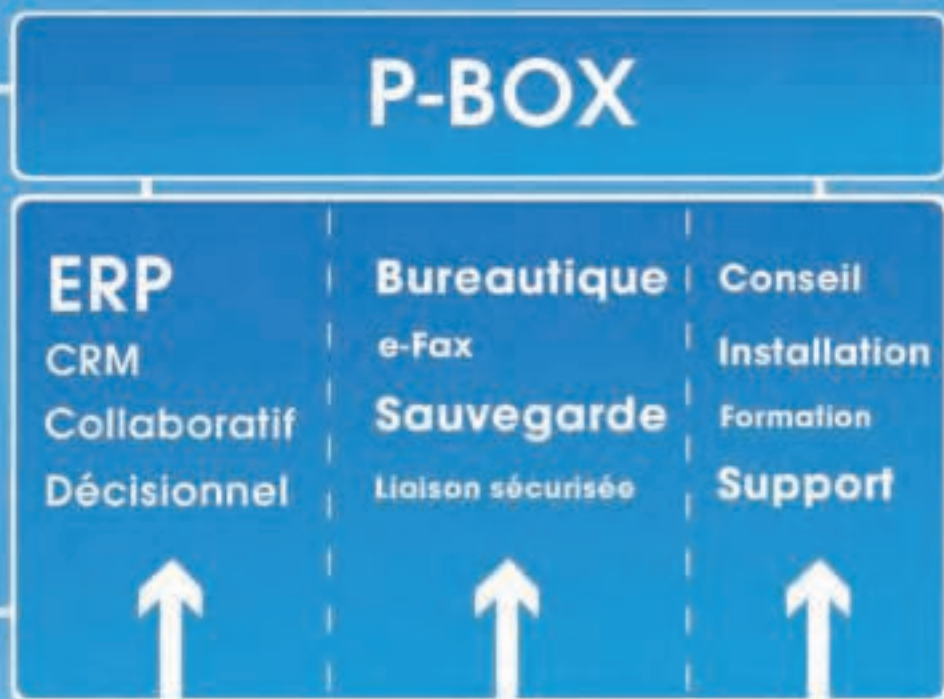 P-BOX
ERP
CRM
Collaboratif
Décisionnel
Bureautique
e-Fax
Sauvegarde
Liaison sécurisée
Conseil
Installation
Formation
Support